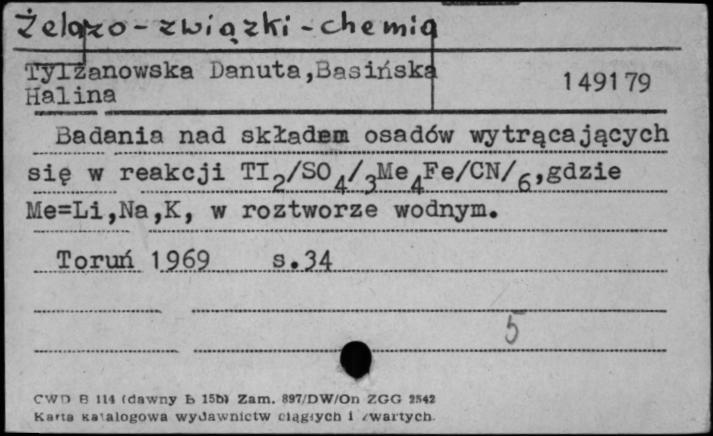 Żelazo - związki - chemia
Tylżanowska Danuta,Basińska
Halina
149179
Badania nad składem osadów wytrącających
się w reakcji TI2/SO4/3Me4Fe/CN/6,gdzie
Me=Li,Na,K, w roztworze wodnym.
Toruń 1969 s.34
5
CWD B 114 (dawny b 15b) Zam. 897/DW/On ZGG 2542
Karta katalogowa wydawnictw ciągłych i zwartych.